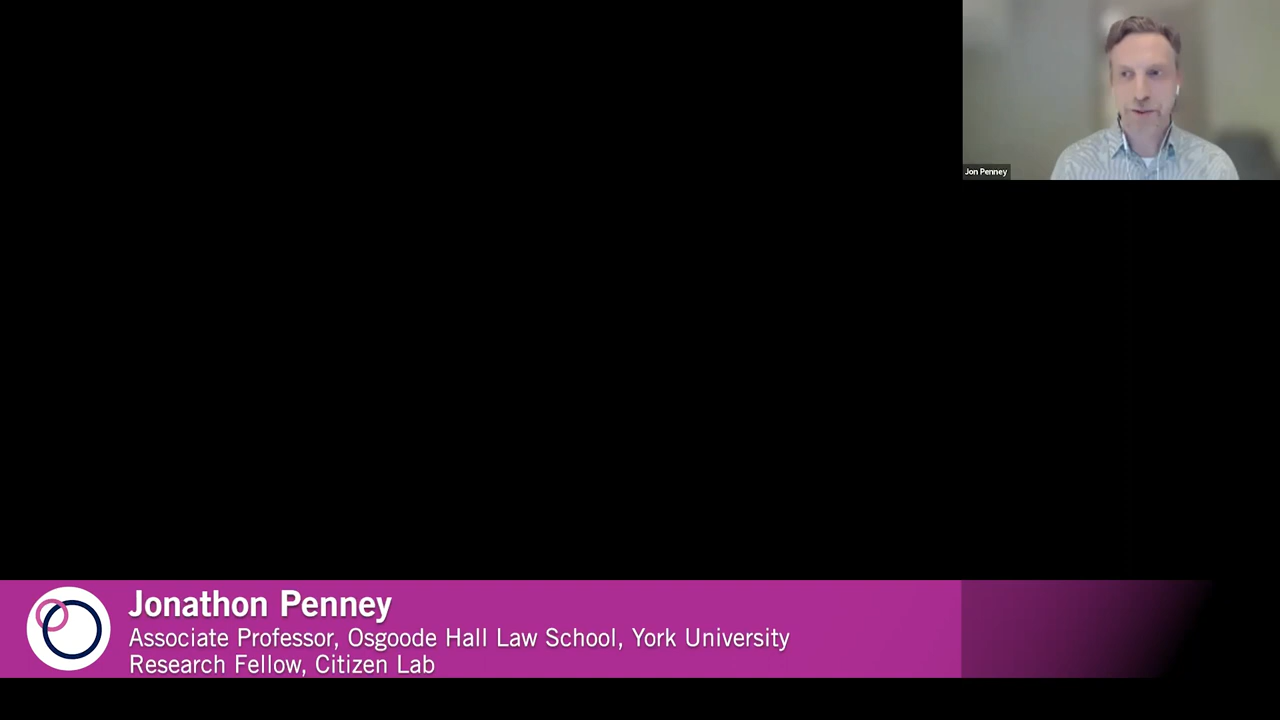 Jon Penney
Jonathon Penney
Associate Professor, Osgoode Hall Law School, York University
Research Fellow, Citizen Lab